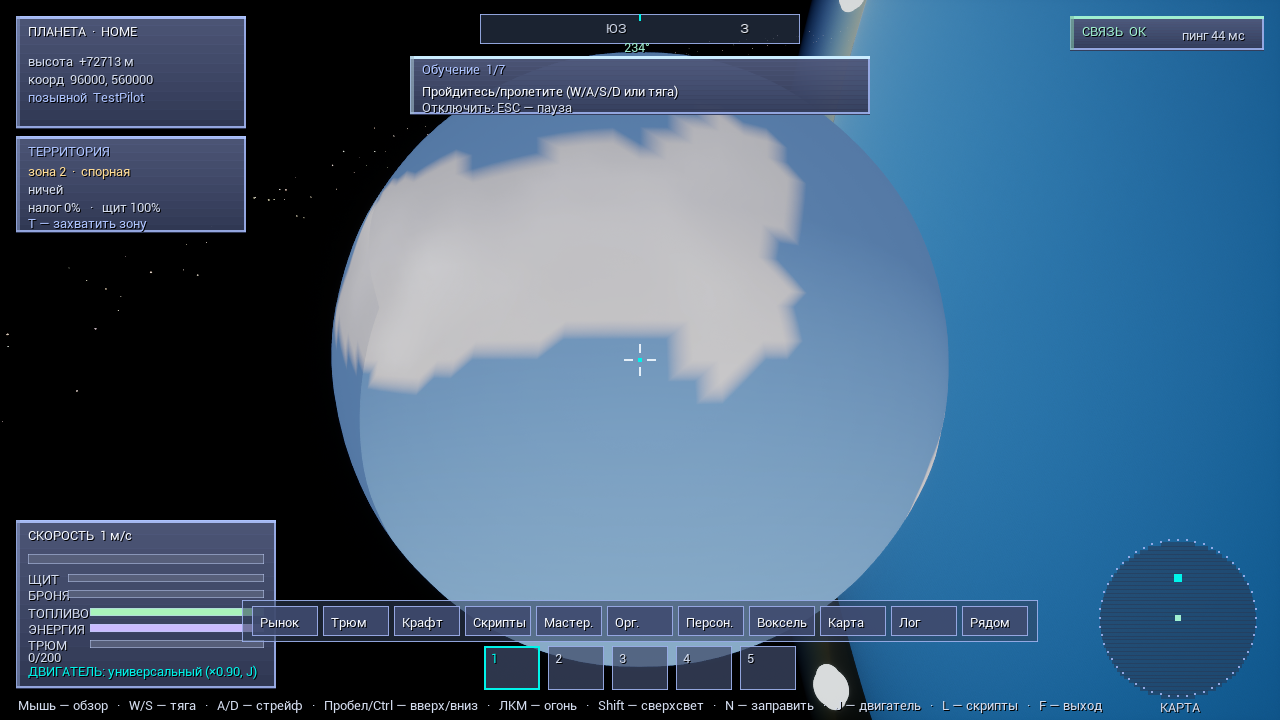 ПЛАНЕТА · HOME
высота +72713 м
коорд 96000, 560000
позывной TestPilot
ТЕРРИТОРИЯ
зона 2 · спорная
ничей
налог 0% · щит 100%
T — захватить зону
ЮЗ З
234°
Обучение 1/7
Пройдитесь/пролетите (W/A/S/D или тяга)
Отключить: ESC — пауза
СВЯЗЬ OK пинг 44 мс
СКОРОСТЬ 1 м/с
ЩИТ
БРОНЯ
ТОПЛИВО
ЭНЕРГИЯ
ТРЮМ
0/200
ДВИГАТЕЛЬ: универсальный (×0.90, J)
Рынок Трюм Крафт Скрипты Мастер. Орг. Персон. Воксель Карта Лог Рядом
1 2 3 4 5
Мышь — обзор · W/S — тяга · A/D — стрейф · Пробел/Ctrl — вверх/вниз · ЛКМ — огонь · Shift — сверхсвет · N — заправить · J — двигатель · L — скрипты · F — выход
КАРТА